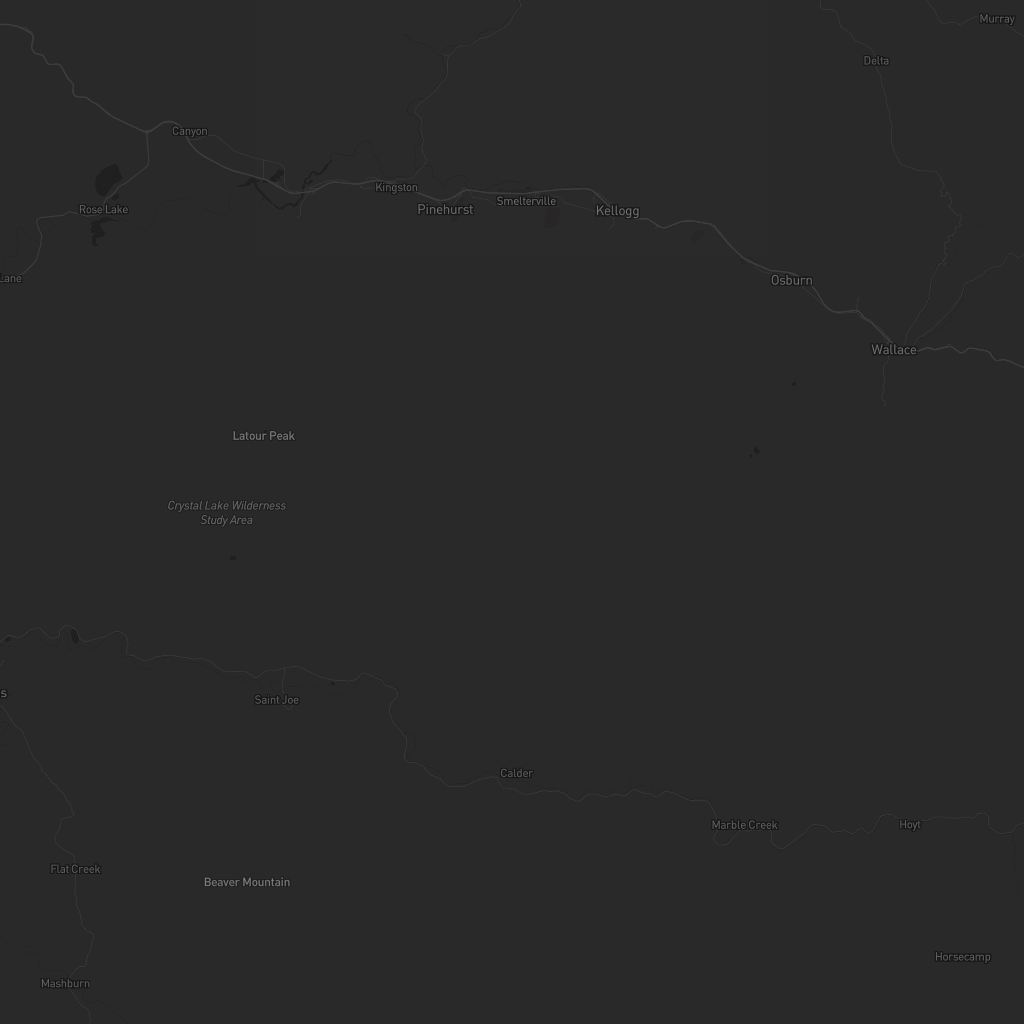 Murray
Delta
Canyon
Kingston
Smelterville
Rose Lake
Pinehurst
Kellogg
Lane
Osburn
Wallace
Latour Peak
Crystal Lake Wilderness
Study Area
s
Saint Joe
Calder
Marble Creek
Hoyt
Flat Creek
Beaver Mountain
Horsecamp
Mashburn